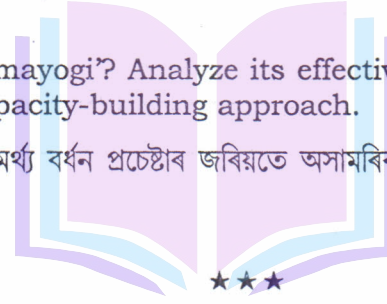 mayogi'? Analyze its effectiv
pacity-building approach.
মৰ্থ্য বৰ্ধন প্ৰচেষ্টাৰ জৰিয়তে অসামৰিক
★★★